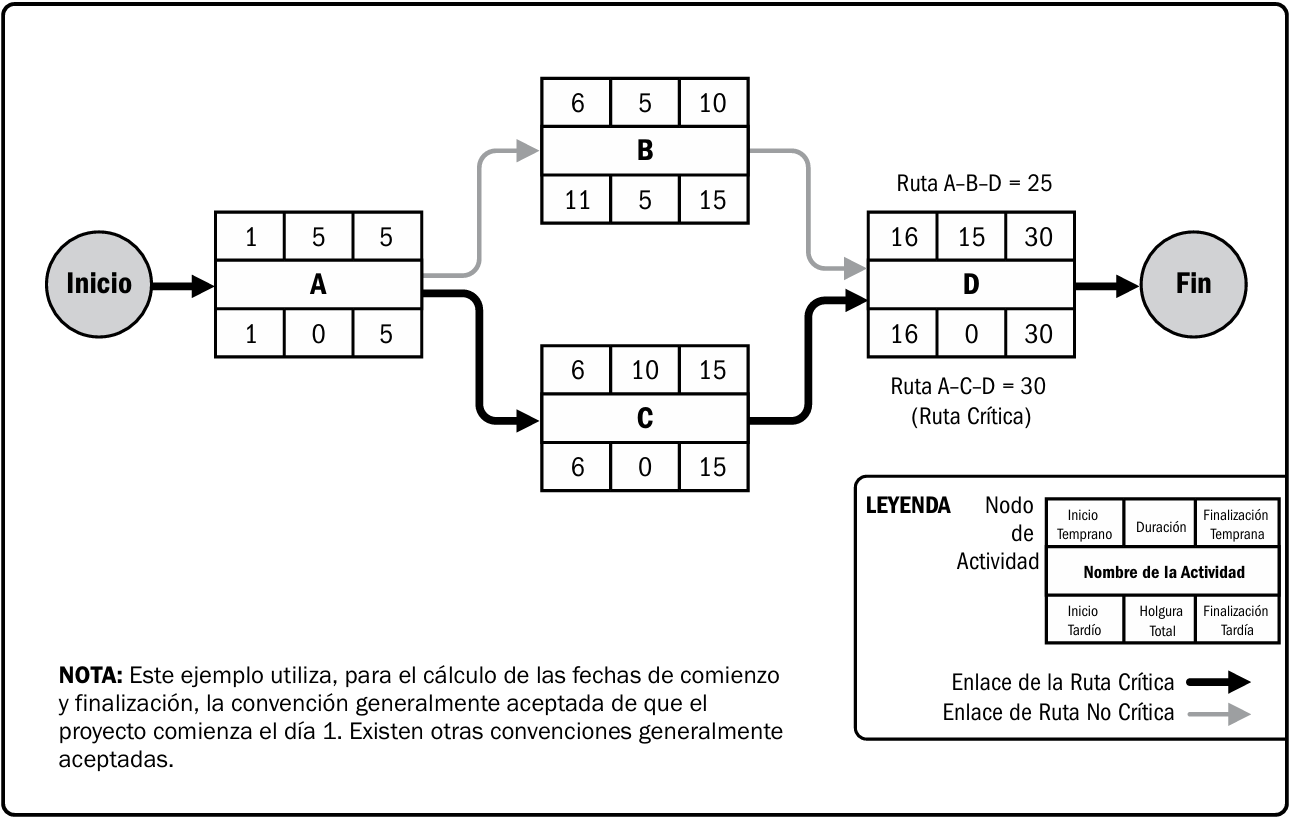 6 5 10
B
11 5 15
Ruta A–B–D = 25
Inicio
1 5 5
A
1 0 5
16 15 30
D
16 0 30
Fin
6 10 15
C
6 0 15
Ruta A–C–D = 30
(Ruta Crítica)
LEYENDA
Nodo
de
Actividad
Inicio
Temprano
Duración
Finalización
Temprana
Nombre de la Actividad
Inicio
Tardío
Holgura
Total
Finalización
Tardía
Enlace de la Ruta Crítica
Enlace de Ruta No Crítica
NOTA: Este ejemplo utiliza, para el cálculo de las fechas de comienzo
y finalización, la convención generalmente aceptada de que el
proyecto comienza el día 1. Existen otras convenciones generalmente
aceptadas.